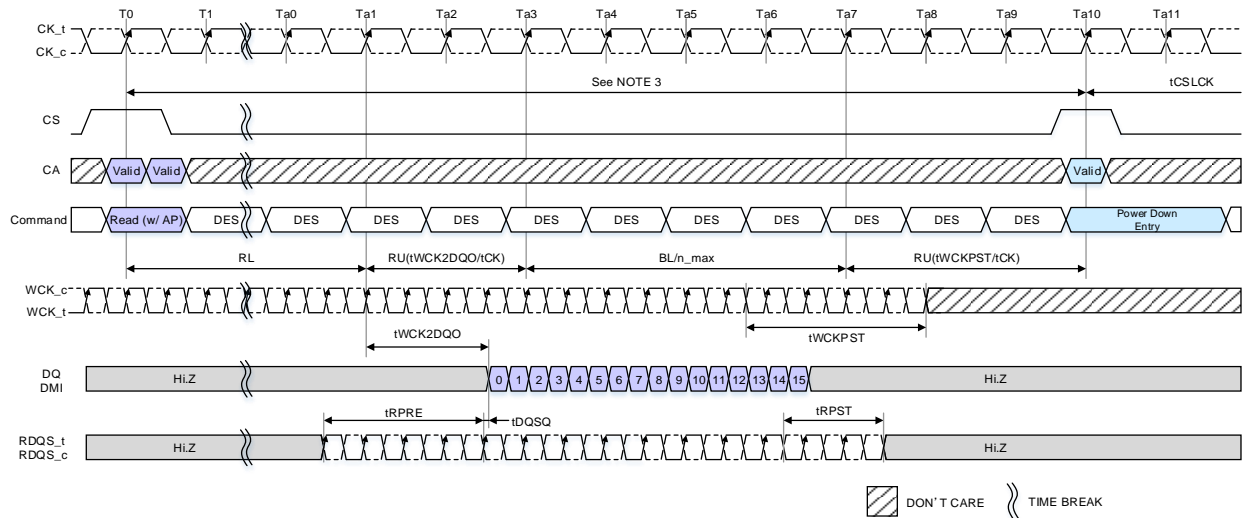 T0 T1 Ta0 Ta1 Ta2 Ta3 Ta4 Ta5 Ta6 Ta7 Ta8 Ta9 Ta10 Ta11
CK_t
CK_c
See NOTE 3 tCSLCK
CS
CA Valid Valid Valid
Command Read (w/ AP) DES DES DES DES DES DES DES DES DES DES DES Power Down Entry
RL RU(tWCK2DQO/tCK) BL/n_max RU(tWCKPST/tCK)
WCK_c
WCK_t
tWCK2DQO tWCKPST
DQ
DMI
Hi.Z 0 1 2 3 4 5 6 7 8 9 10 11 12 13 14 15 Hi.Z
tRPRE tDQSQ tRPST
RDQS_t
RDQS_c
Hi.Z Hi.Z
DON'T CARE TIME BREAK